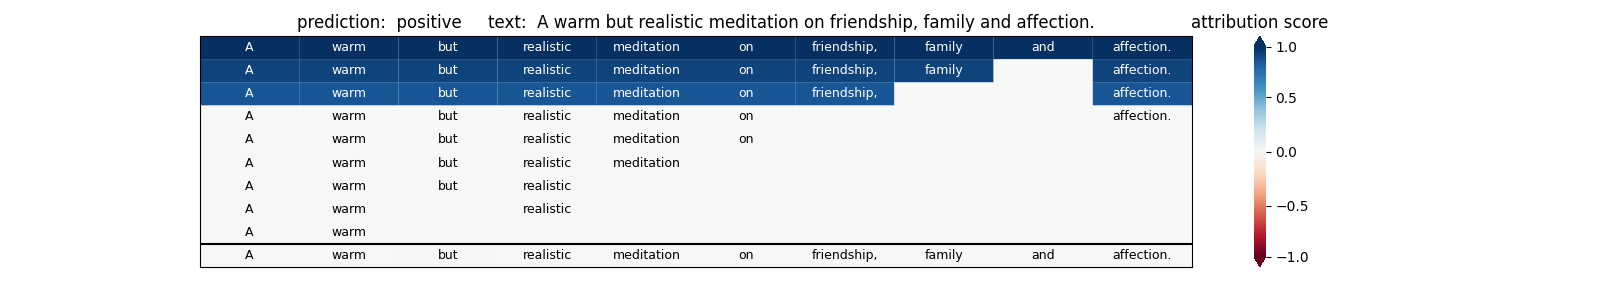 prediction:  positive     text:  A warm but realistic meditation on friendship, family and affection.     attribution score
A warm but realistic meditation on friendship, family and affection. 1.0
A warm but realistic meditation on friendship, family affection.
A warm but realistic meditation on friendship, affection. 0.5
A warm but realistic meditation on affection.
A warm but realistic meditation on
0.0
A warm but realistic meditation
A warm but realistic
A warm realistic −0.5
A warm
A warm but realistic meditation on friendship, family and affection. −1.0